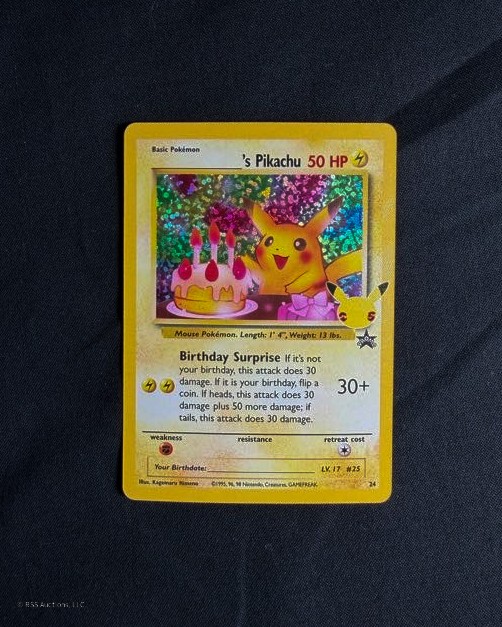 Basic Pokémon
's Pikachu 50 HP
Mouse Pokémon. Length: 1' 4", Weight: 13 lbs.
Birthday Surprise If it's not
your birthday, this attack does 30
damage. If it is your birthday, flip a
coin. If heads, this attack does 30
damage plus 50 more damage; if
tails, this attack does 30 damage.
30+
weakness resistance retreat cost
Your Birthdate:
LV. 17 #25
Illus. Kagemaru Himeno ©1995, 96, 98 Nintendo, Creatures, GAMEFREAK. 24
© BSS Auctions, LLC